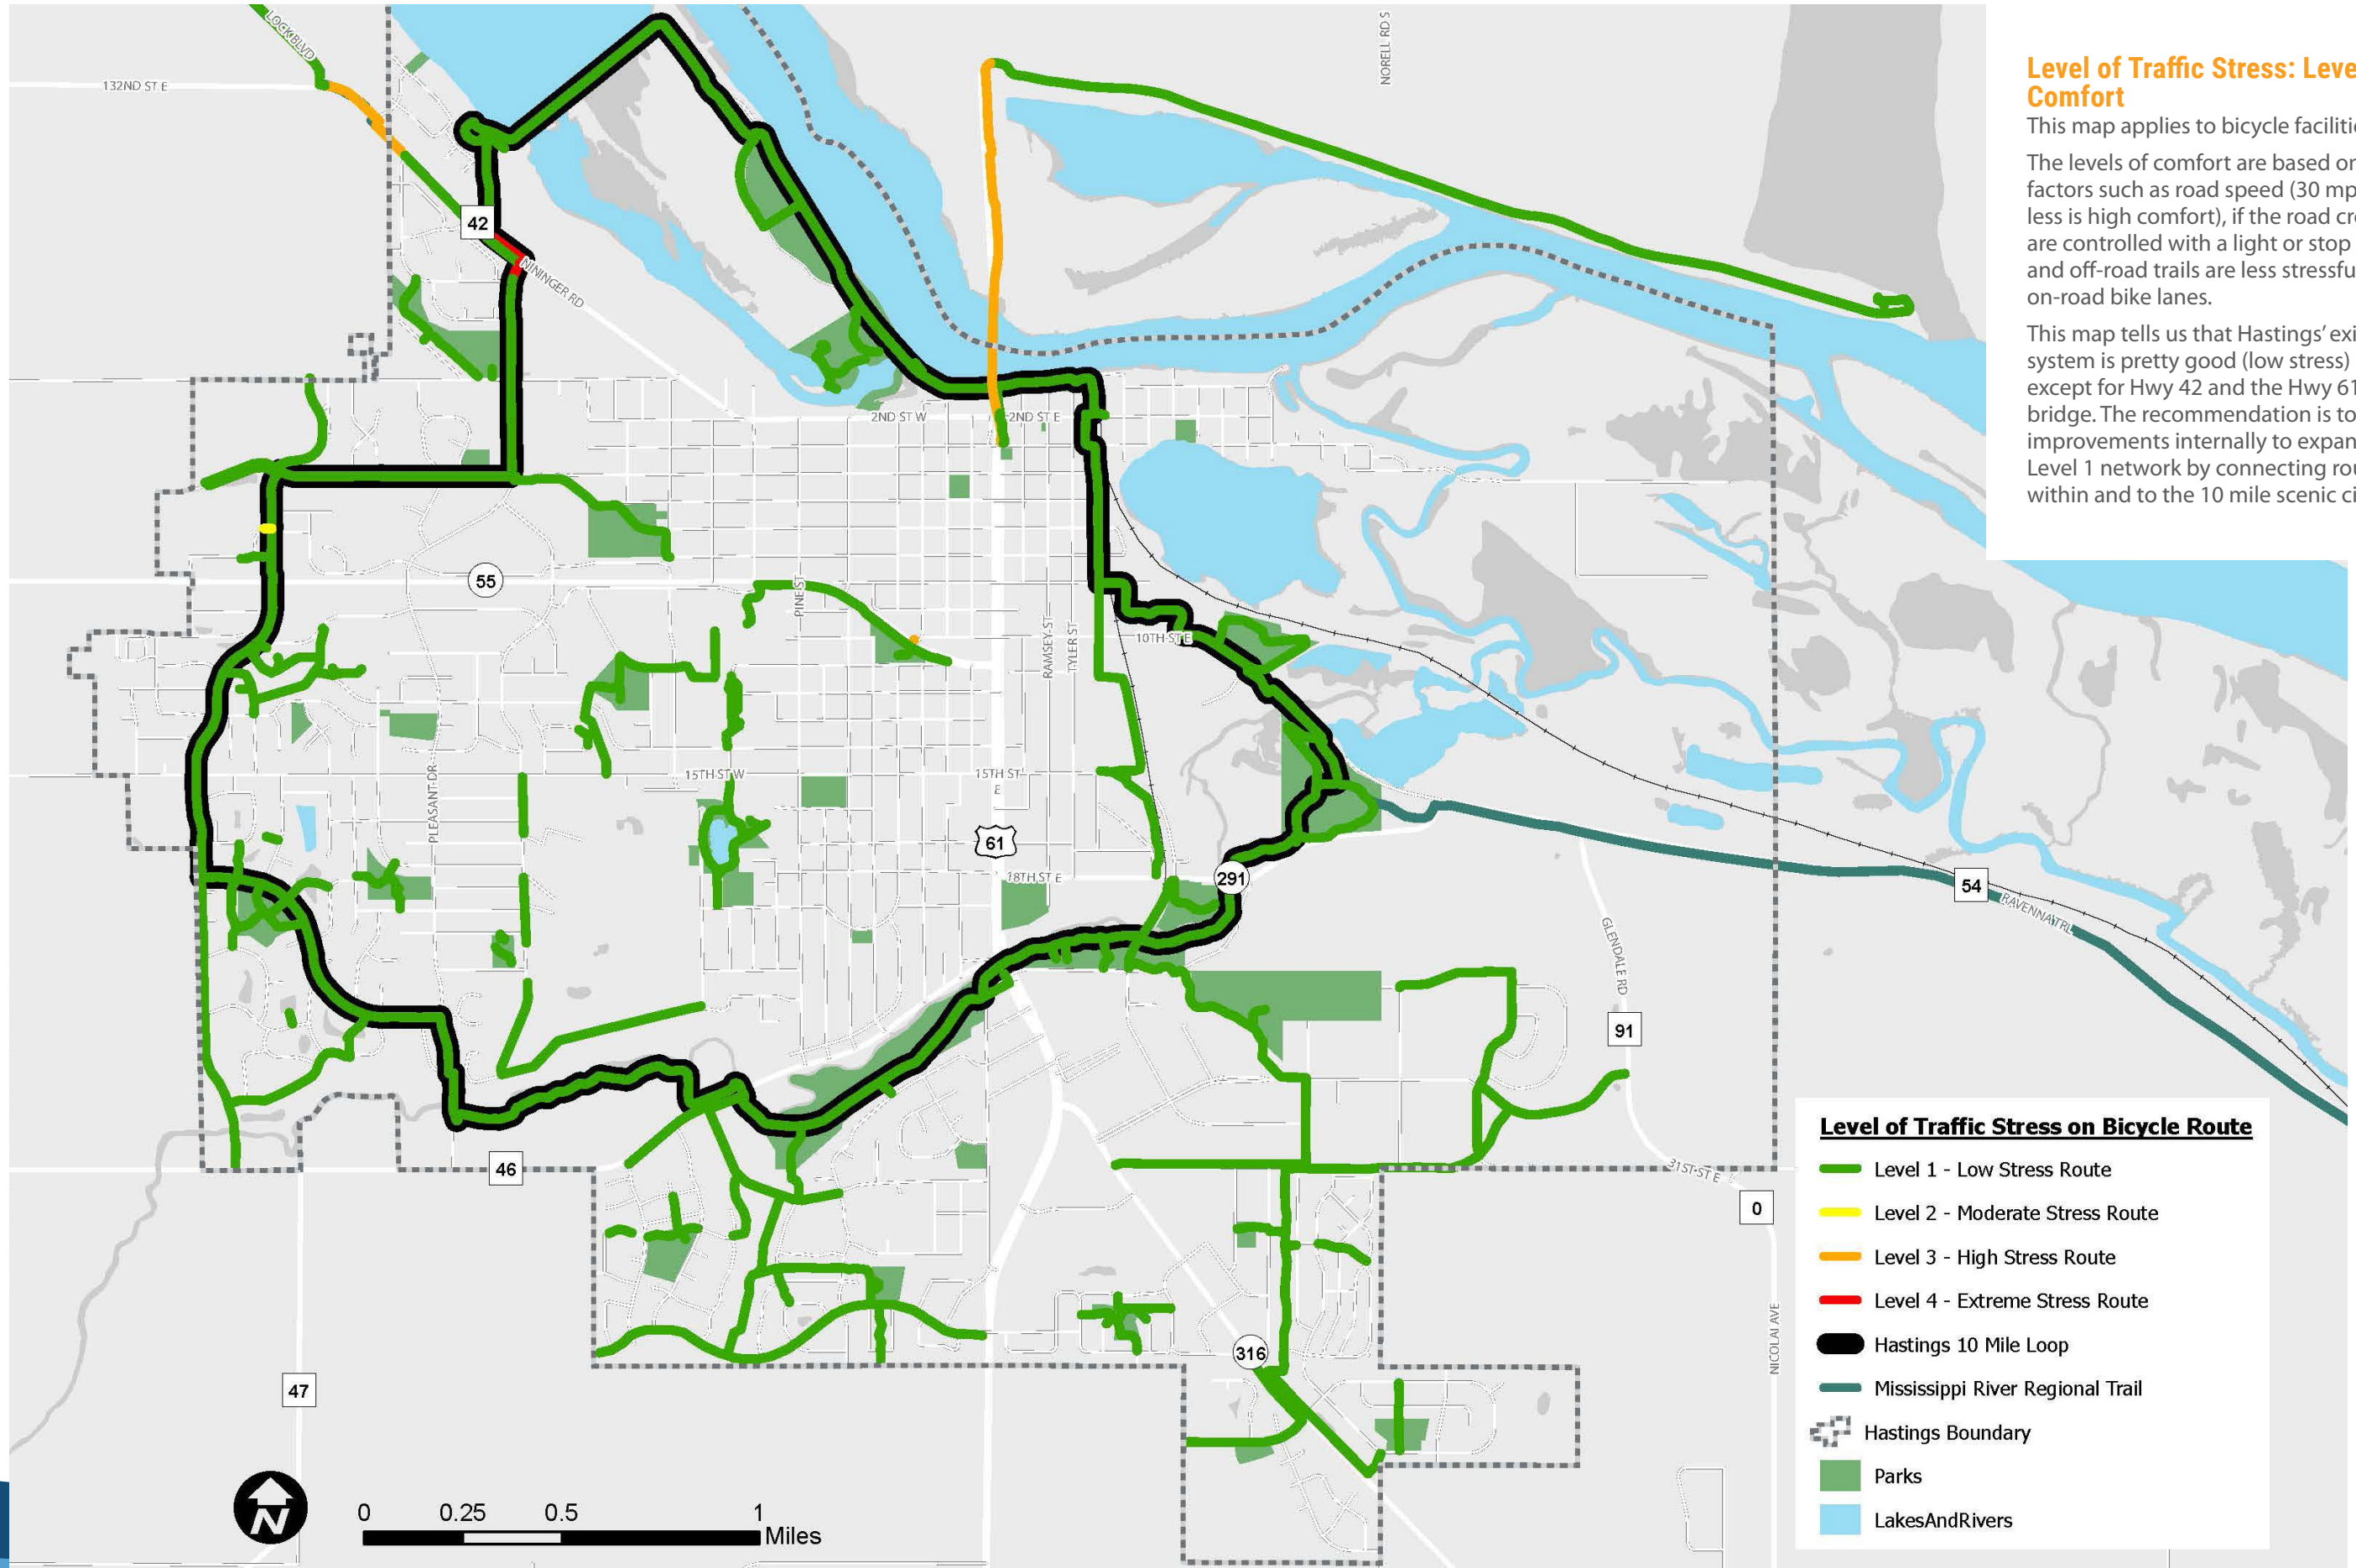 Level of Traffic Stress: Leve
Comfort
This map applies to bicycle faciliti
The levels of comfort are based o
factors such as road speed (30 mp
less is high comfort), if the road cr
are controlled with a light or stop
and off-road trails are less stressfu
on-road bike lanes.
This map tells us that Hastings' exi
system is pretty good (low stress)
except for Hwy 42 and the Hwy 61
bridge. The recommendation is to
improvements internally to expan
Level 1 network by connecting rou
within and to the 10 mile scenic ci
LOCK BLVD
132ND ST E
NORELL RD S
42
NININGER RD
2ND ST W
2ND ST E
55
PINE ST
RAMSEY ST
TYLER ST
10TH ST E
PLEASANT DR
15TH ST W
15TH ST
E
61
18TH ST E
291
54
RAVENNA TRL
GLENDALE RD
91
46
31ST ST E
0
NICOLAI AVE
316
47
Level of Traffic Stress on Bicycle Route
Level 1 - Low Stress Route
Level 2 - Moderate Stress Route
Level 3 - High Stress Route
Level 4 - Extreme Stress Route
Hastings 10 Mile Loop
Mississippi River Regional Trail
Hastings Boundary
Parks
LakesAndRivers
N
0 0.25 0.5 1
Miles